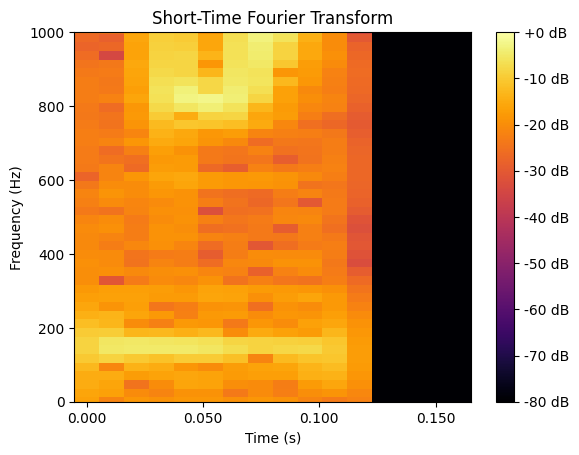 Short-Time Fourier Transform
1000
800
600
400
200
0
Frequency (Hz)
0.000
0.050
0.100
0.150
Time (s)
+0 dB
-10 dB
-20 dB
-30 dB
-40 dB
-50 dB
-60 dB
-70 dB
-80 dB